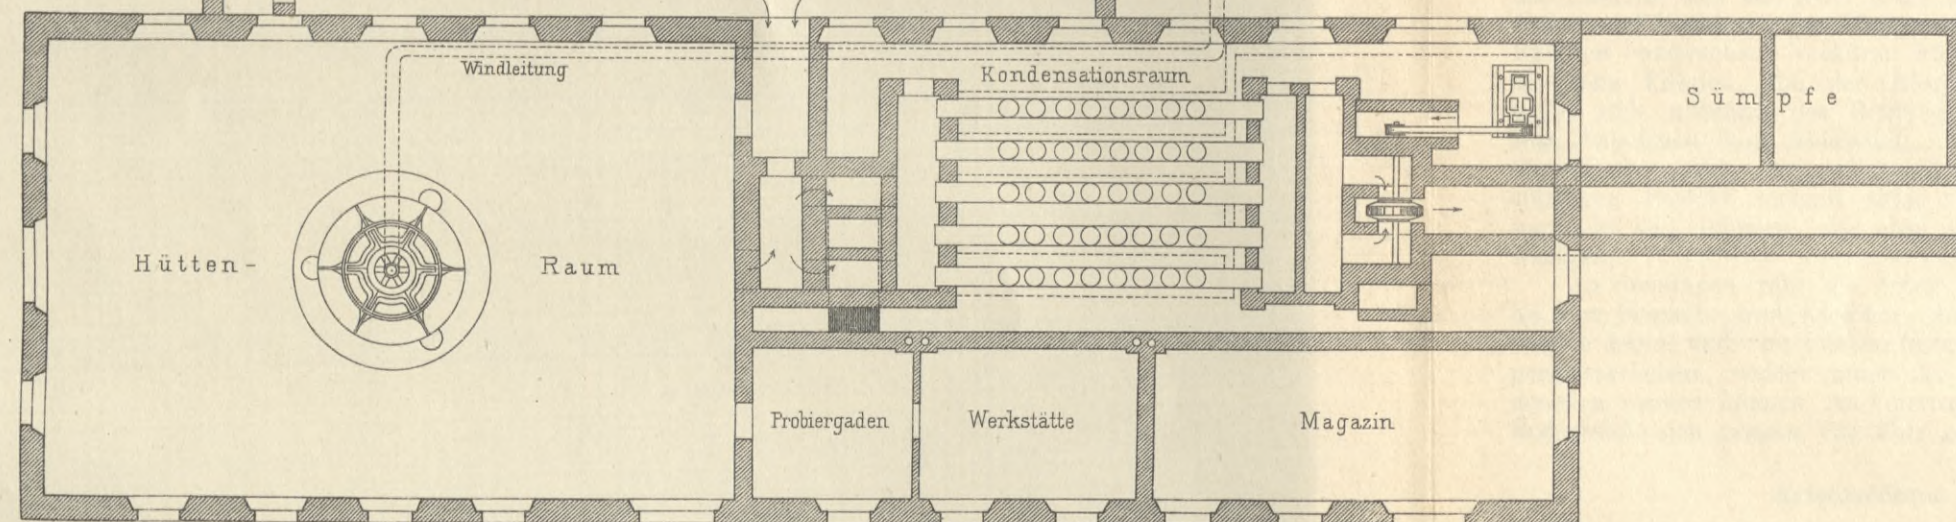 Windleitung
Kondensationsraum
Sümpfe
Hütten-Raum
Probiergaden
Werkstätte
Magazin